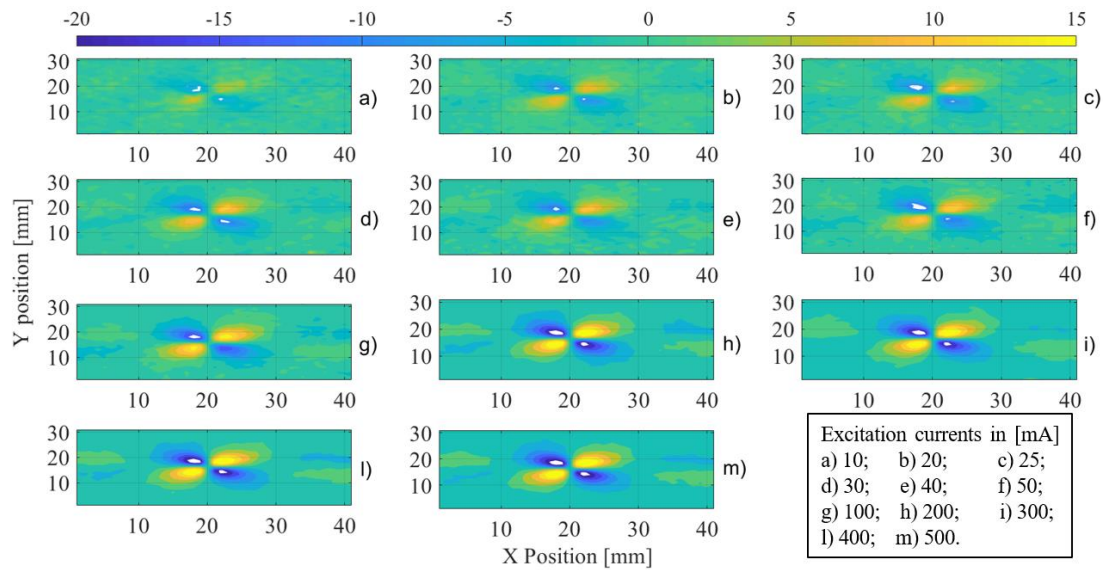 -20 -15 -10 -5 0 5 10 15
30
20
10
a)
10 20 30 40
30
20
10
b)
10 20 30 40
30
20
10
c)
10 20 30 40
30
20
10
d)
10 20 30 40
30
20
10
e)
10 20 30 40
30
20
10
f)
10 20 30 40
Y position [mm]
30
20
10
g)
10 20 30 40
30
20
10
h)
10 20 30 40
30
20
10
i)
10 20 30 40
30
20
10
l)
10 20 30 40
30
20
10
m)
10 20 30 40
X Position [mm]
Excitation currents in [mA]
a) 10; b) 20; c) 25;
d) 30; e) 40; f) 50;
g) 100; h) 200; i) 300;
l) 400; m) 500.